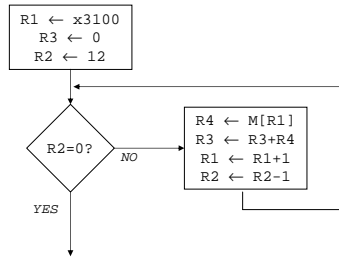 R1 ← x3100
R3 ← 0
R2 ← 12
R2=0?
NO
R4 ← M[R1]
R3 ← R3+R4
R1 ← R1+1
R2 ← R2-1
YES